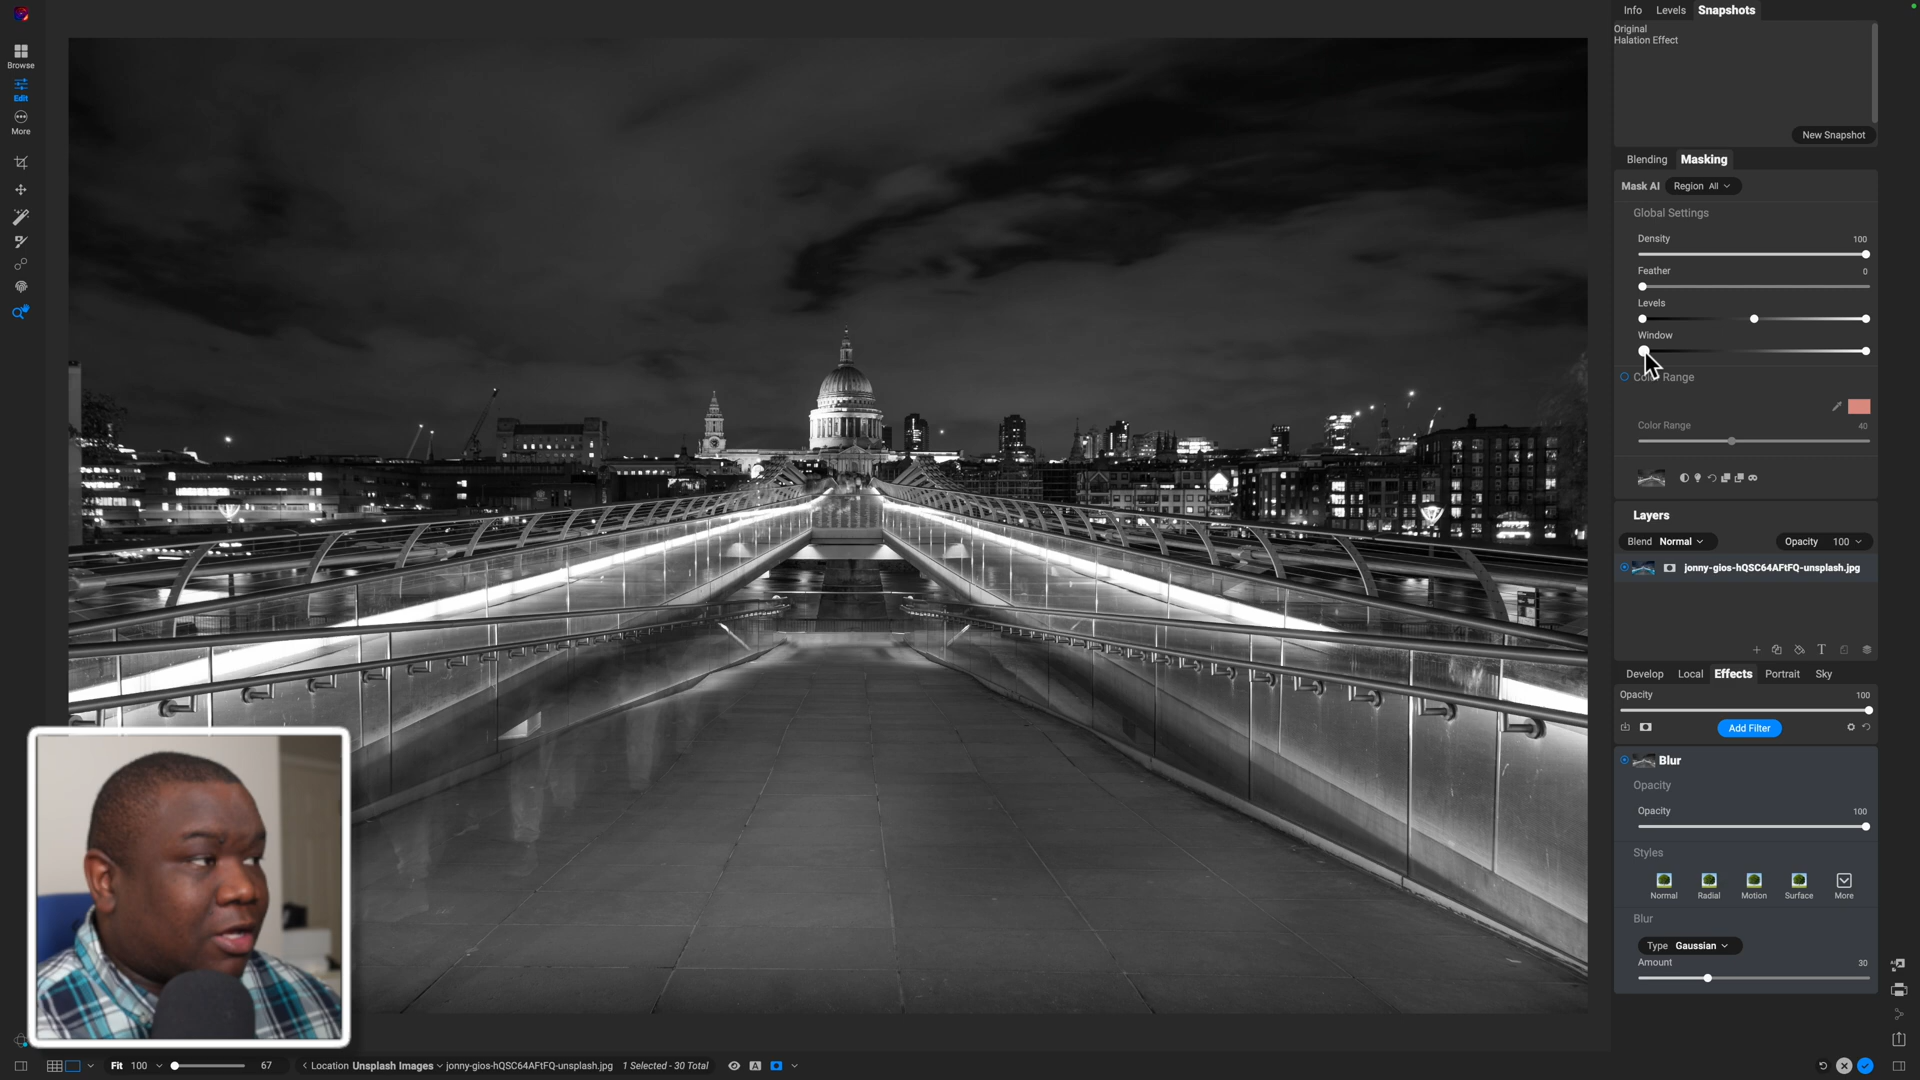 Info Levels Snapshots
Original
Halation Effect
New Snapshot
Browse
Edit
More
Blending Masking
Mask AI Region All
Global Settings
Density 100
Feather 0
Levels
Window
Color Range
Color Range 40
Layers
Blend Normal Opacity 100
jonny-gios-hQSC64AFtFQ-unsplash.jpg
T
Develop Local Effects Portrait Sky
Opacity 100
Add Filter
Blur
Opacity
Opacity 100
Styles
Normal Radial Motion Surface More
Blur
Type Gaussian
Amount 30
Fit 100 67 Location Unsplash Images jonny-gios-hQSC64AFtFQ-unsplash.jpg 1 Selected - 30 Total A